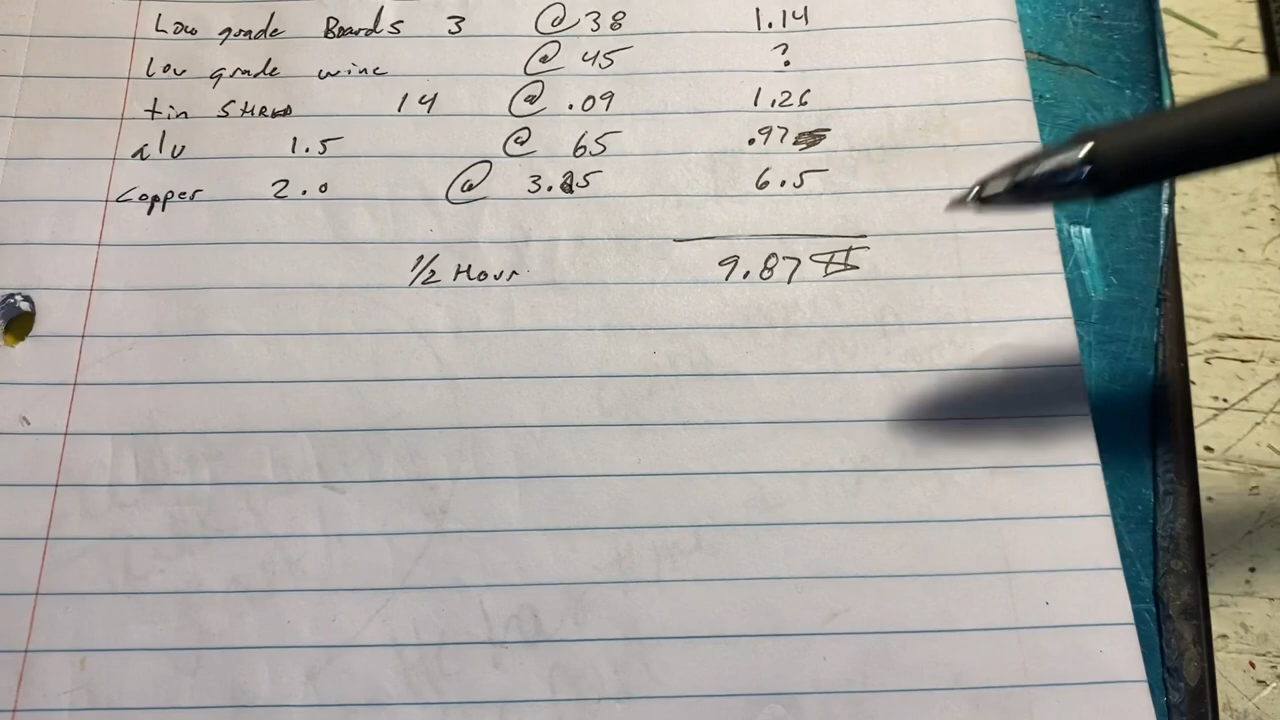 Low grade Boards 3 @ 38 1.14
Low grade wire @ 45 ?
tin SHRED 14 @ .09 1.26
alu 1.5 @ 65 .97
Copper 2.0 @ 3.25 6.5
1/2 Hour 9.87